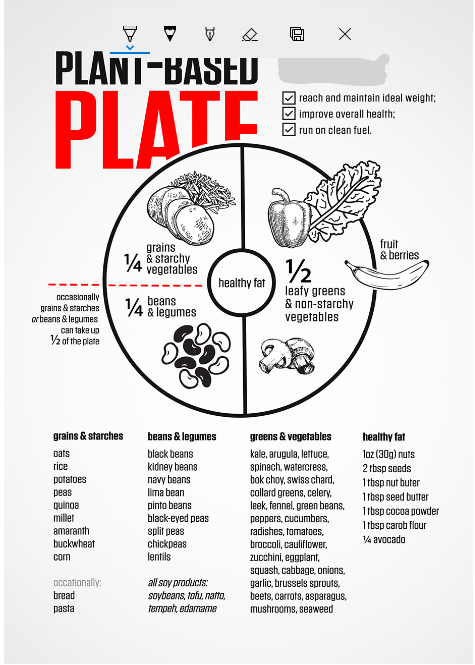 PLANT-BASED
PLATE
reach and maintain ideal weight;
improve overall health;
run on clean fuel.
1/4 grains
& starchy
vegetables
1/4 beans
& legumes
healthy fat
1/2
leafy greens
& non-starchy
vegetables
fruit
& berries
occasionally
grains & starches
or beans & legumes
can take up
1/2 of the plate
grains & starches
oats
rice
potatoes
peas
quinoa
millet
amaranth
buckwheat
corn
occationally:
bread
pasta
beans & legumes
black beans
kidney beans
navy beans
lima bean
pinto beans
black-eyed peas
split peas
chickpeas
lentils
all soy products:
soybeans, tofu, natto,
tempeh, edamame
greens & vegetables
kale, arugula, lettuce,
spinach, watercress,
bok choy, swiss chard,
collard greens, celery,
leek, fennel, green beans,
peppers, cucumbers,
radishes, tomatoes,
broccoli, cauliflower,
zucchini, eggplant,
squash, cabbage, onions,
garlic, brussels sprouts,
beets, carrots, asparagus,
mushrooms, seaweed
healthy fat
1oz (30g) nuts
2 tbsp seeds
1 tbsp nut buter
1 tbsp seed butter
1 tbsp cocoa powder
1 tbsp carob flour
1/4 avocado